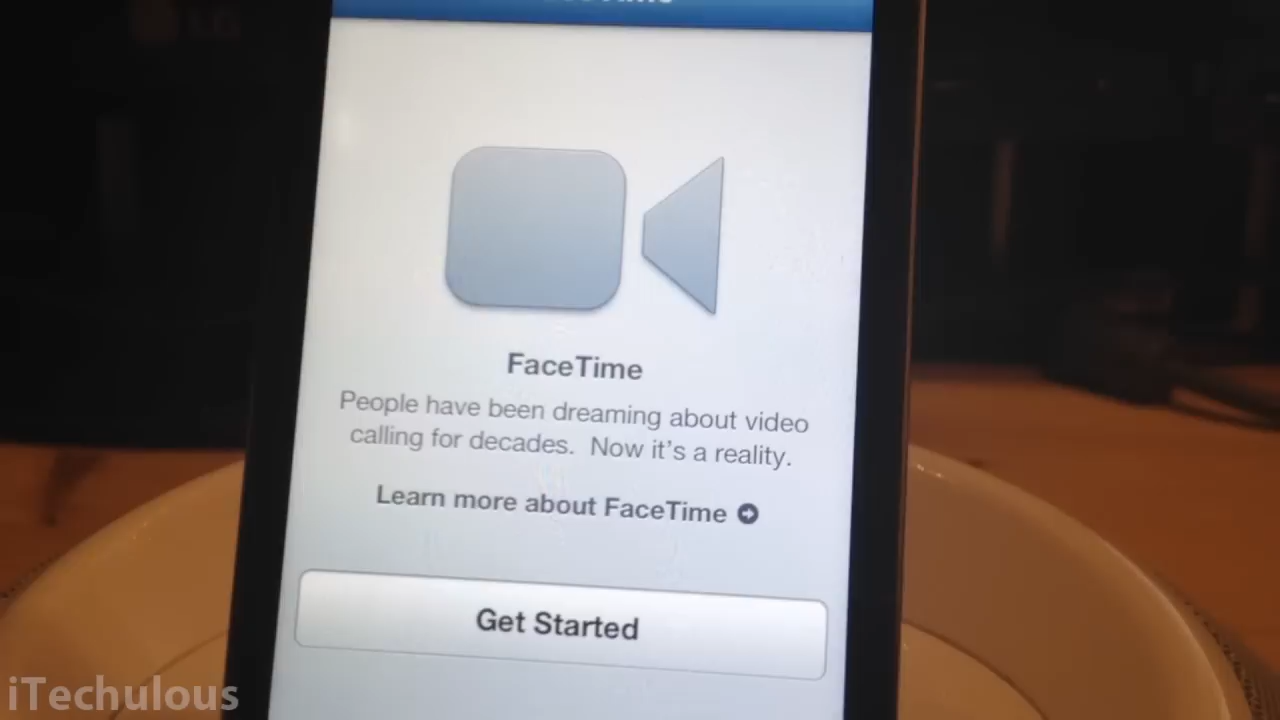 LG
FaceTime
People have been dreaming about video
calling for decades.  Now it's a reality.
Learn more about FaceTime
Get Started
iTechulous